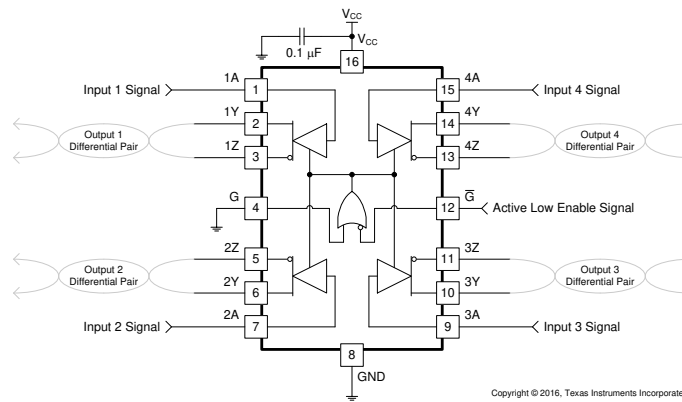 VCC
VCC
0.1 µF
16
Input 1 Signal
1A
1
15
4A
Input 4 Signal
Output 1
Differential Pair
1Y
2
14
4Y
Output 4
Differential Pair
1Z
3
13
4Z
G
4
12
G̅
Active Low Enable Signal
Output 2
Differential Pair
2Z
5
11
3Z
Output 3
Differential Pair
2Y
6
10
3Y
Input 2 Signal
2A
7
9
3A
Input 3 Signal
8
GND
Copyright © 2016, Texas Instruments Incorporate